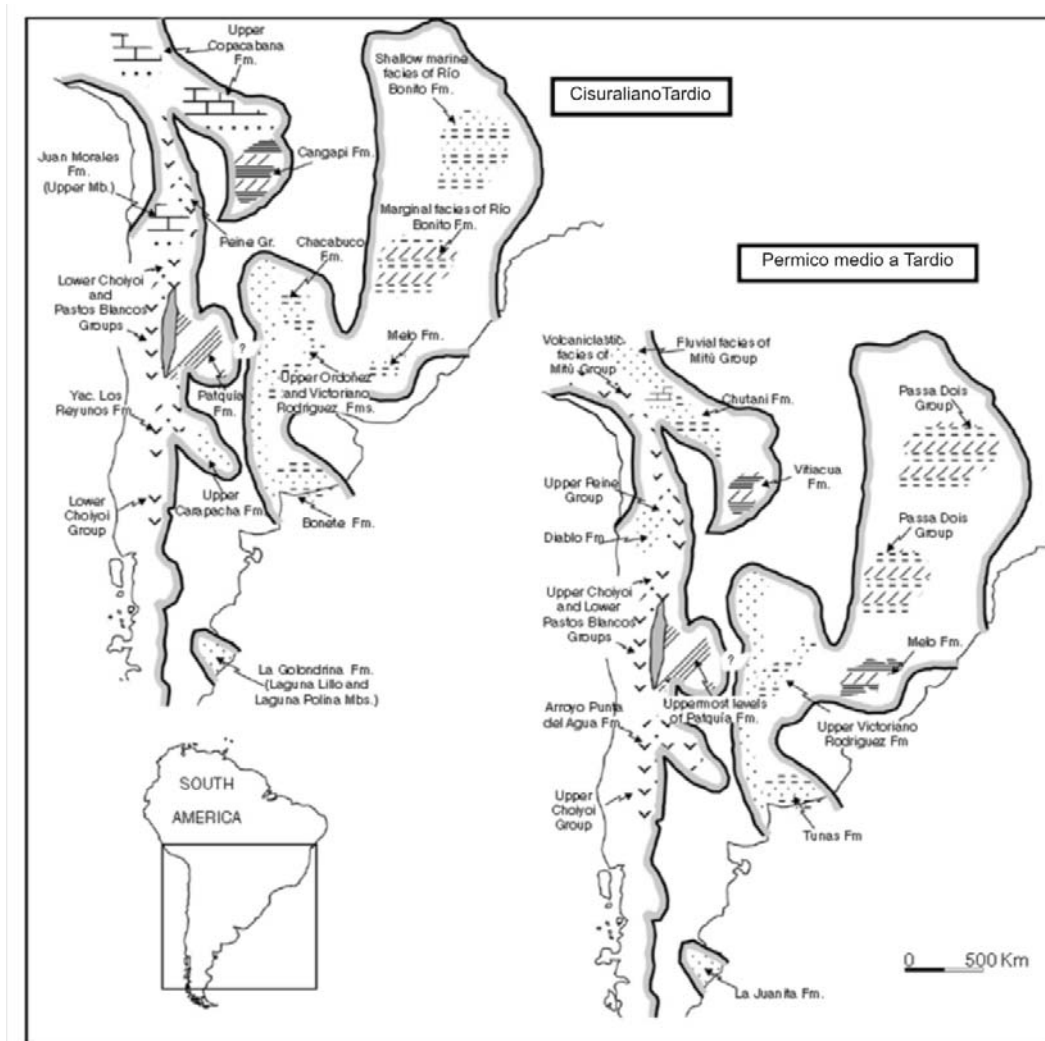 Upper
Copacabana
Fm.
Shallow marine
facies of Río
Bonito Fm.
CisuralianoTardio
Juan Morales
Fm.
(Upper Mb.)
Cangapi Fm.
Marginal facies of Río
Bonito Fm.
Peine Gr.
Chacabuco
Fm.
Lower Choiyoi
and
Pastos Blancos
Groups
?
Melo Fm.
Yac. Los
Reyunos Fm.
Patquía
Fm.
Upper Ordoñez
and Victoriano
Rodriguez Fms.
Lower
Choiyoi
Group
Upper
Carapacha Fm.
Bonete Fm.
La Golondrina Fm.
(Laguna Lillo and
Laguna Polina Mbs.)
Permico medio a Tardio
Volcaniclastic
facies of
Mitú Group
Fluvial facies of
Mitú Group
Chutani Fm.
Passa Dois
Group
Upper Peine
Group
Vitiacua
Fm.
Diablo Fm.
Passa Dois
Group
Upper Choiyoi
and Lower
Pastos Blancos
Groups
?
Melo Fm.
Arroyo Punta
del Agua Fm.
Uppermost levels
of Patquía Fm.
Upper Victoriano
Rodriguez Fm
Upper
Choiyoi
Group
Tunas Fm
La Juanita Fm.
SOUTH
AMERICA
0 500 Km